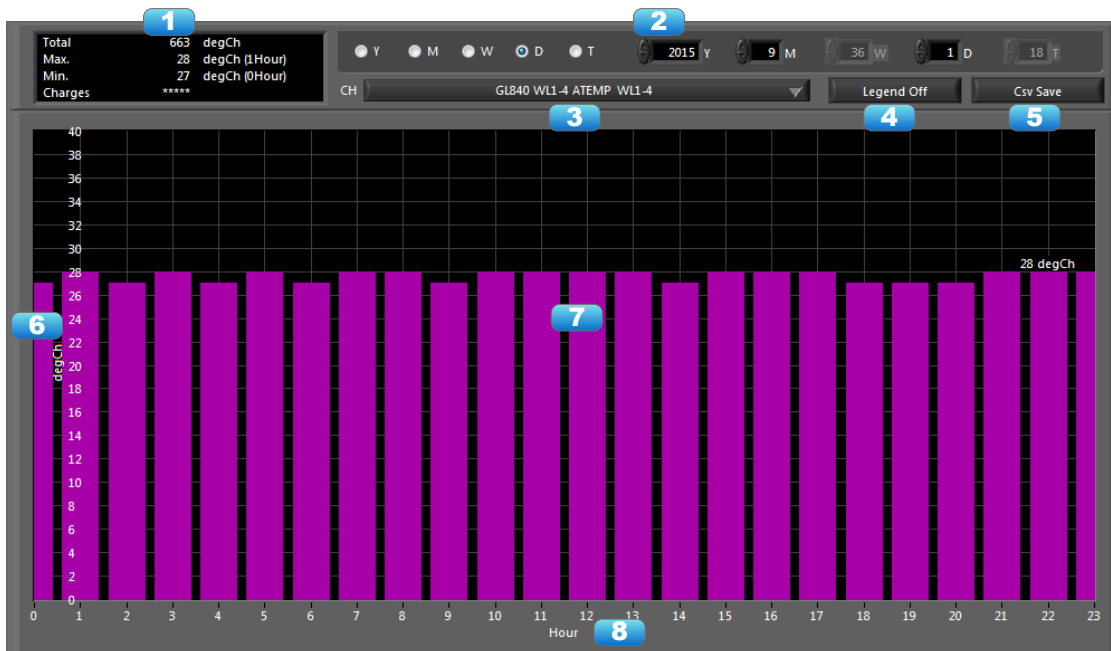 1
2
Total 663 degCh
Max. 28 degCh (1Hour)
Min. 27 degCh (0Hour)
Charges *****
Y M W D T 2015 Y 9 M 36 W 1 D 18 T
CH GL840 WL1-4 ATEMP WL1-4 Legend Off Csv Save
3
4
5
40
38
36
34
32
30
28
26
24
22
20
18
16
14
12
10
8
6
4
2
0
degCh
28 degCh
6
7
0 1 2 3 4 5 6 7 8 9 10 11 12 13 14 15 16 17 18 19 20 21 22 23
Hour
8